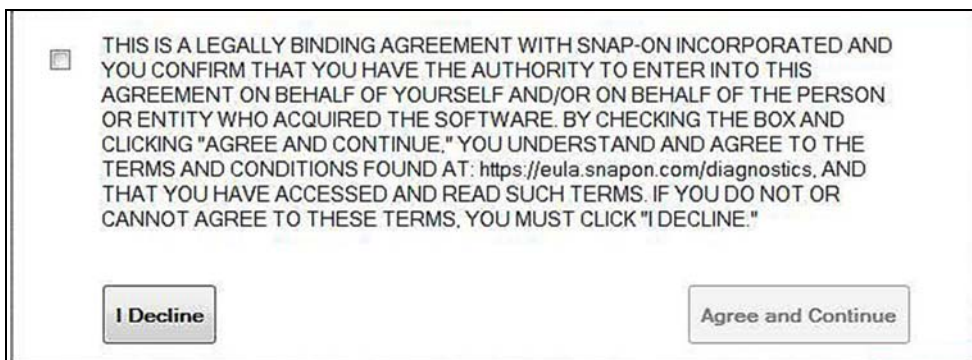 THIS IS A LEGALLY BINDING AGREEMENT WITH SNAP-ON INCORPORATED AND
YOU CONFIRM THAT YOU HAVE THE AUTHORITY TO ENTER INTO THIS
AGREEMENT ON BEHALF OF YOURSELF AND/OR ON BEHALF OF THE PERSON
OR ENTITY WHO ACQUIRED THE SOFTWARE. BY CHECKING THE BOX AND
CLICKING "AGREE AND CONTINUE," YOU UNDERSTAND AND AGREE TO THE
TERMS AND CONDITIONS FOUND AT: https://eula.snapon.com/diagnostics, AND
THAT YOU HAVE ACCESSED AND READ SUCH TERMS. IF YOU DO NOT OR
CANNOT AGREE TO THESE TERMS, YOU MUST CLICK "I DECLINE."
I Decline
Agree and Continue